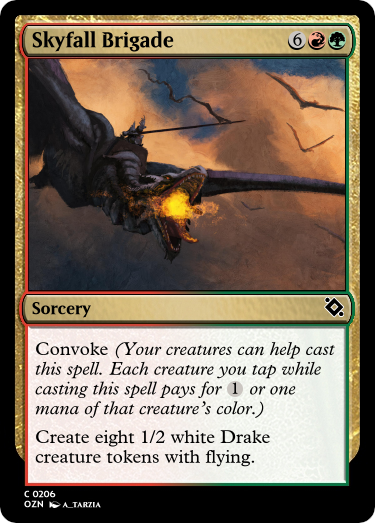 Skyfall Brigade 6
Sorcery
Convoke (Your creatures can help cast
this spell. Each creature you tap while
casting this spell pays for 1 or one
mana of that creature's color.)
Create eight 1/2 white Drake
creature tokens with flying.
C 0206
OZN A_TARZIA